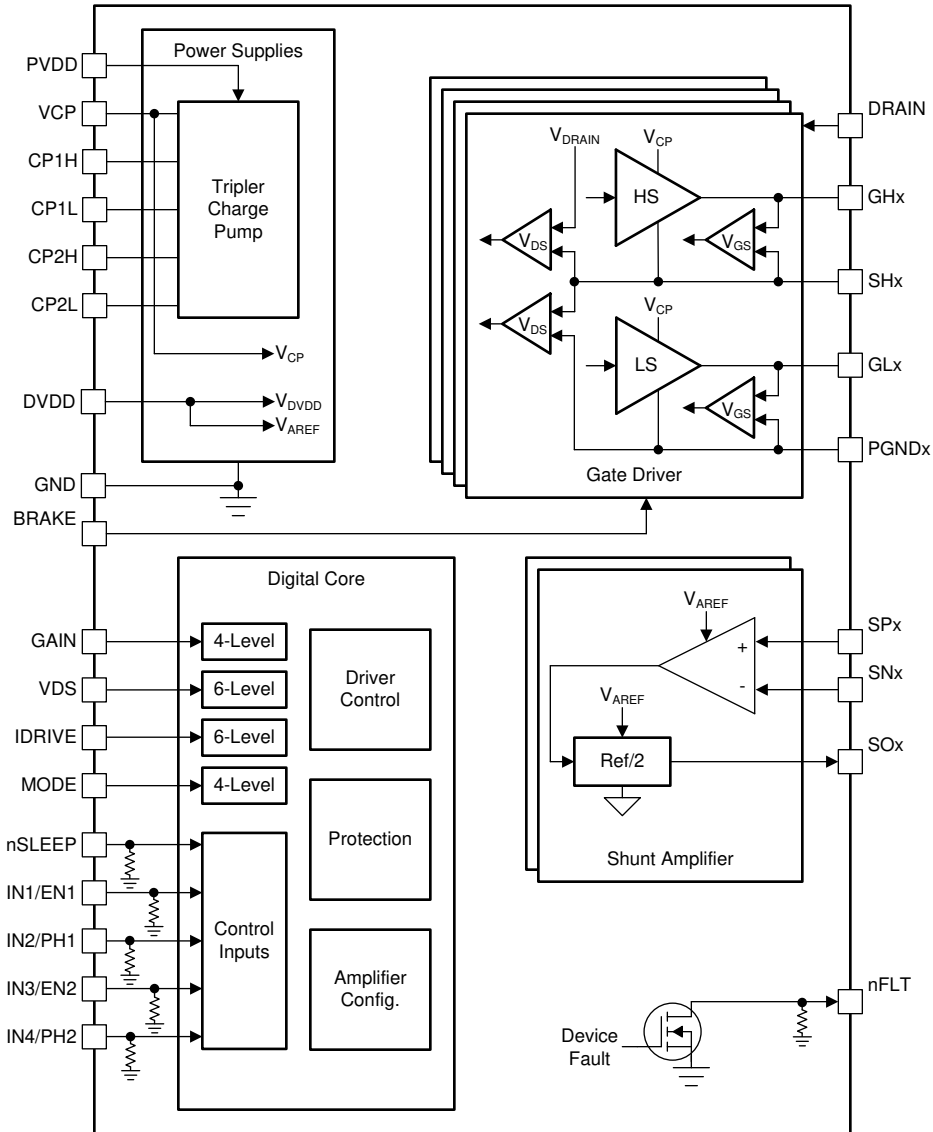 Power Supplies
PVDD
VCP
CP1H
CP1L
CP2H
CP2L
Tripler
Charge
Pump
VCP
DVDD
VDVDD
VAREF
GND
BRAKE
DRAIN
VDRAIN
VCP
HS
GHx
VDS
VGS
SHx
VDS
VCP
LS
GLx
VGS
PGNDx
Gate Driver
Digital Core
GAIN
4-Level
VDS
6-Level
IDRIVE
6-Level
MODE
4-Level
Driver
Control
nSLEEP
IN1/EN1
IN2/PH1
IN3/EN2
IN4/PH2
Control
Inputs
Protection
Amplifier
Config.
VAREF
SPx
+
SNx
-
VAREF
Ref/2
SOx
Shunt Amplifier
nFLT
Device
Fault